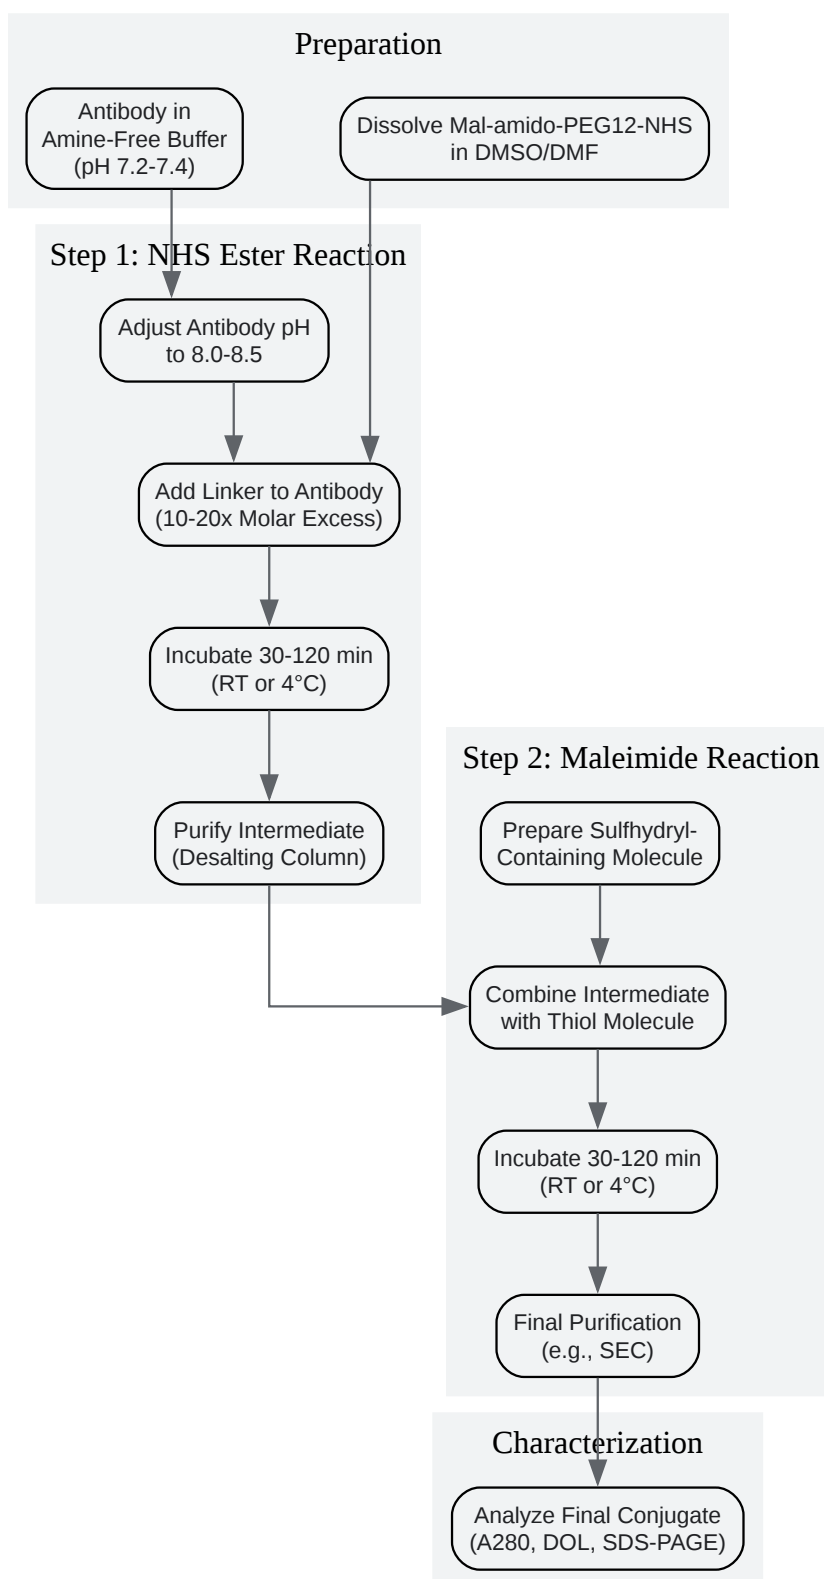 Preparation
Antibody in
Amine-Free Buffer
(pH 7.2-7.4)
Dissolve Mal-amido-PEG12-NHS
in DMSO/DMF
Step 1: NHS Ester Reaction
Adjust Antibody pH
to 8.0-8.5
Add Linker to Antibody
(10-20x Molar Excess)
Incubate 30-120 min
(RT or 4°C)
Purify Intermediate
(Desalting Column)
Step 2: Maleimide Reaction
Prepare Sulfhydryl-
Containing Molecule
Combine Intermediate
with Thiol Molecule
Incubate 30-120 min
(RT or 4°C)
Final Purification
(e.g., SEC)
Characterization
Analyze Final Conjugate
(A280, DOL, SDS-PAGE)